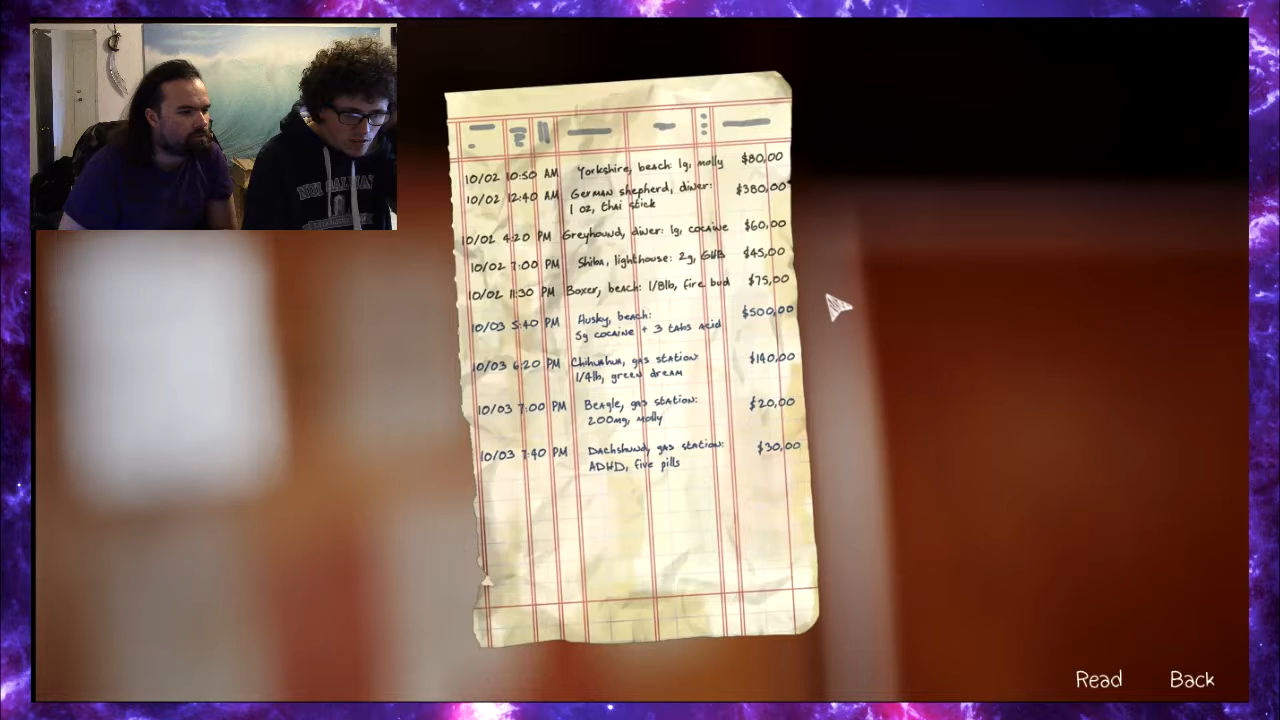 10/02 10:50 AM Yorkshire, beach: 1g, molly $80,00
10/02 12:40 AM German shepherd, diner: $380,00
1 oz, thai stick
10/02 4:20 PM Greyhound, diner: 1g, cocaine $60,00
10/02 7:00 PM Shiba, lighthouse: 2g, GHB $45,00
10/02 11:30 PM Boxer, beach: 1/8lb, fire bud $75,00
10/03 5:40 PM Husky, beach: $500,00
5g cocaine + 3 tabs acid
10/03 6:20 PM Chihuahua, gas station: $140,00
1/4lb, green dream
10/03 7:00 PM Beagle, gas station: $20,00
200mg, molly
10/03 7:40 PM Dachshund, gas station: $30,00
ADHD, five pills
Read Back